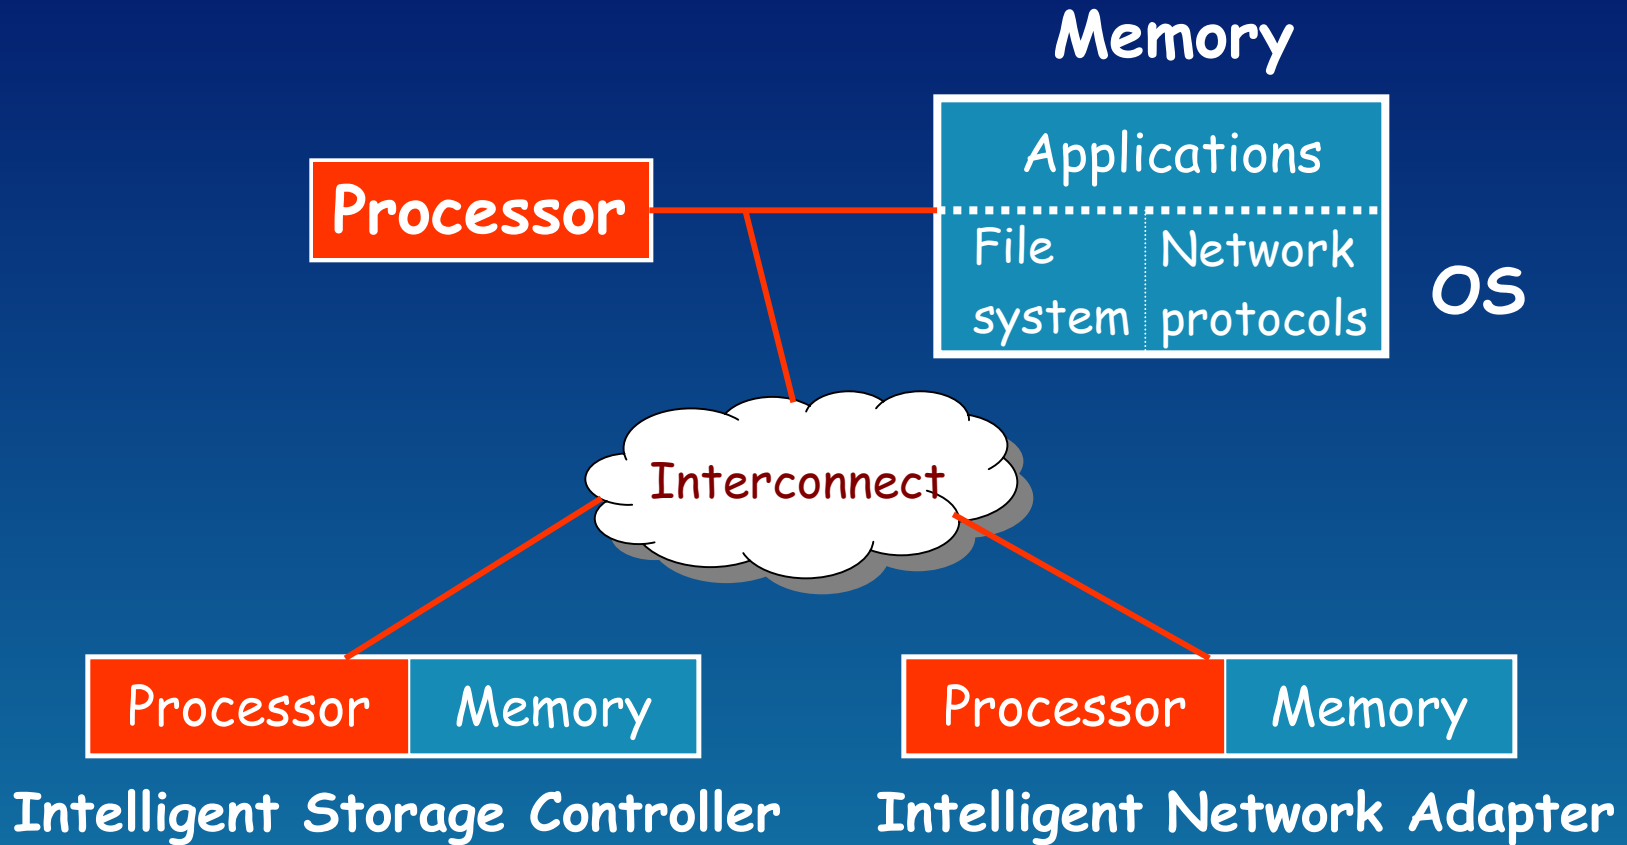 Memory
Applications
Processor
File
system
Network
protocols
OS
Interconnect
Processor
Memory
Processor
Memory
Intelligent Storage Controller
Intelligent Network Adapter